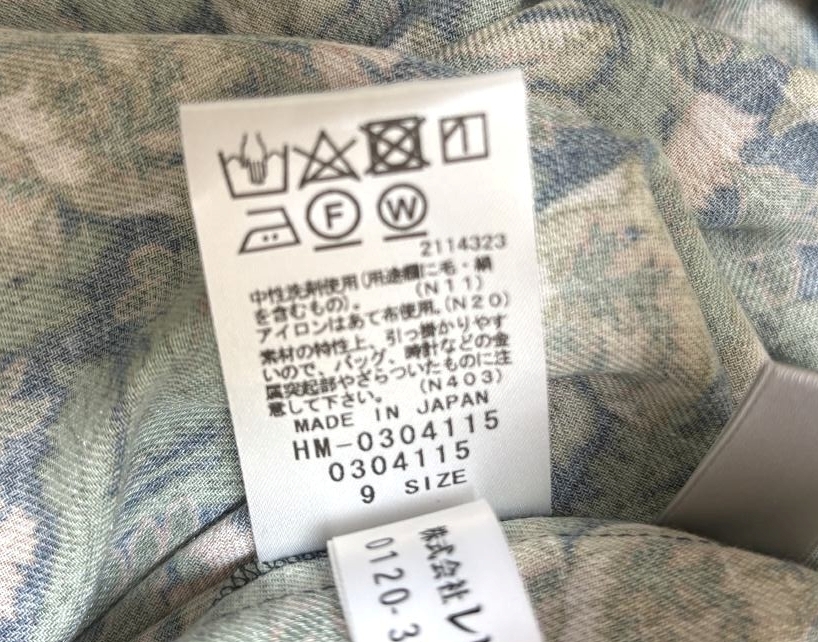 F W
2114323
中性洗剤使用(用途欄に毛・絹
を含むもの)。 (N11)
アイロンはあて布使用。(N20)
素材の特性上、引っ掛かりやす
いので、バッグ、時計などの金
属突起部やざらついたものに注
意して下さい。 (N403)
MADE IN JAPAN
HM-0304115
0304115
9 SIZE
株式会社レ
0120-3